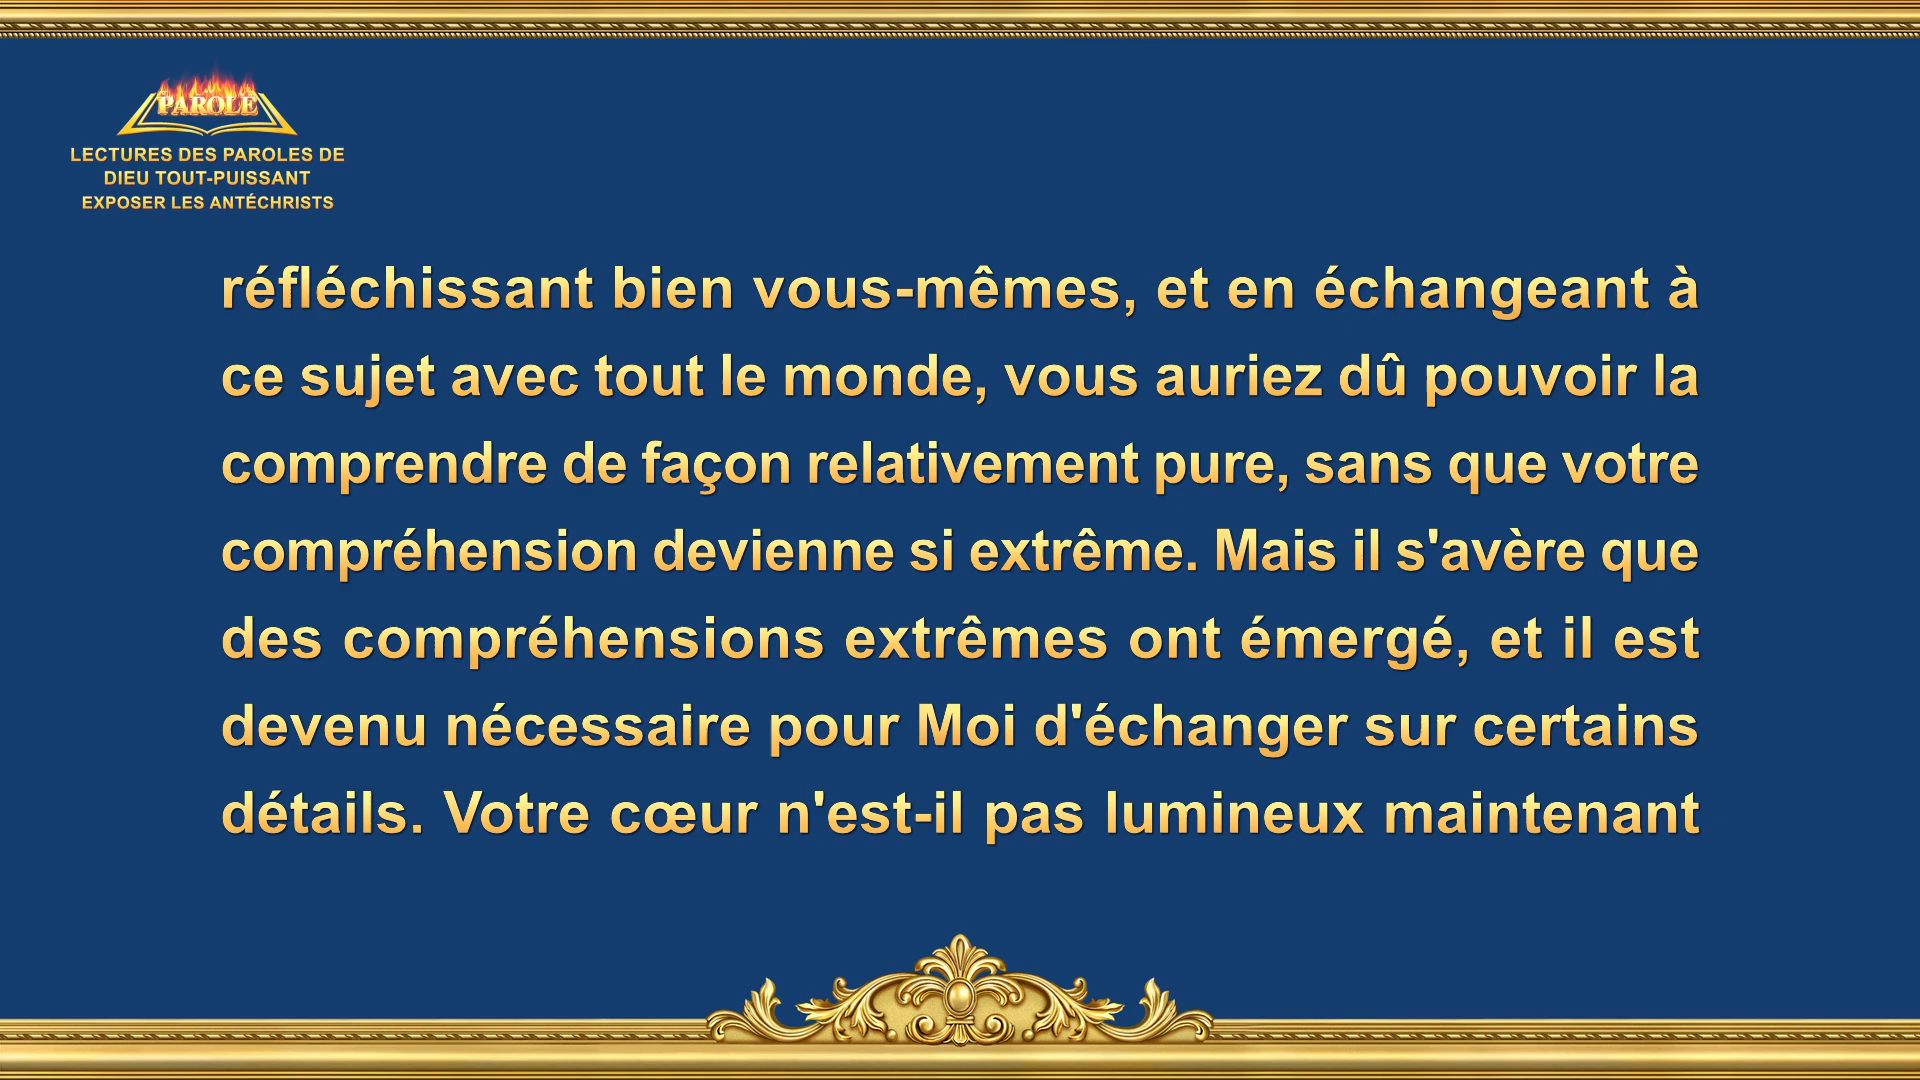 PAROLE
LECTURES DES PAROLES DE
DIEU TOUT-PUISSANT
EXPOSER LES ANTÉCHRISTS
réfléchissant bien vous-mêmes, et en échangeant à
ce sujet avec tout le monde, vous auriez dû pouvoir la
comprendre de façon relativement pure, sans que votre
compréhension devienne si extrême. Mais il s'avère que
des compréhensions extrêmes ont émergé, et il est
devenu nécessaire pour Moi d'échanger sur certains
détails. Votre cœur n'est-il pas lumineux maintenant